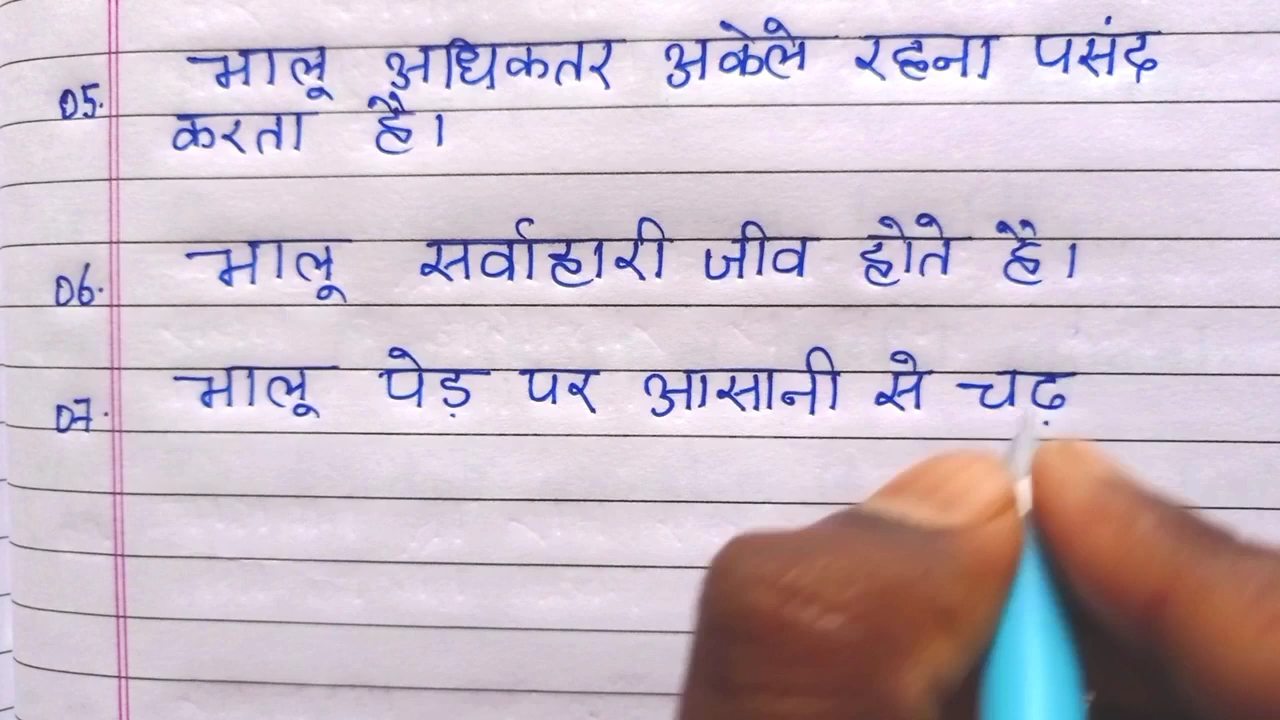 05. भालू अधिकतर अकेले रहना पसंद
करता है।
06. भालू सर्वाहारी जीव होते है।
07. भालू पेड़ पर आसानी से चढ़